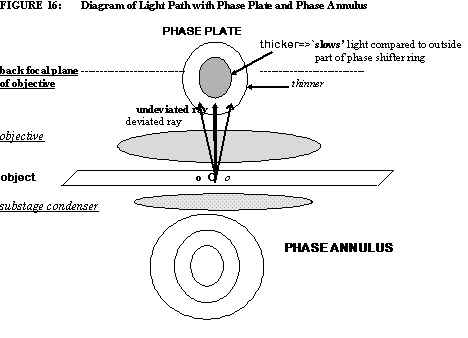 FIGURE 16: Diagram of Light Path with Phase Plate and Phase Annulus
PHASE PLATE
thicker=>`slows' light compared to outside
part of phase shifter ring
back focal plane
of objective
thinner
undeviated ray
deviated ray
objective
object
o O o
substage condenser
PHASE ANNULUS